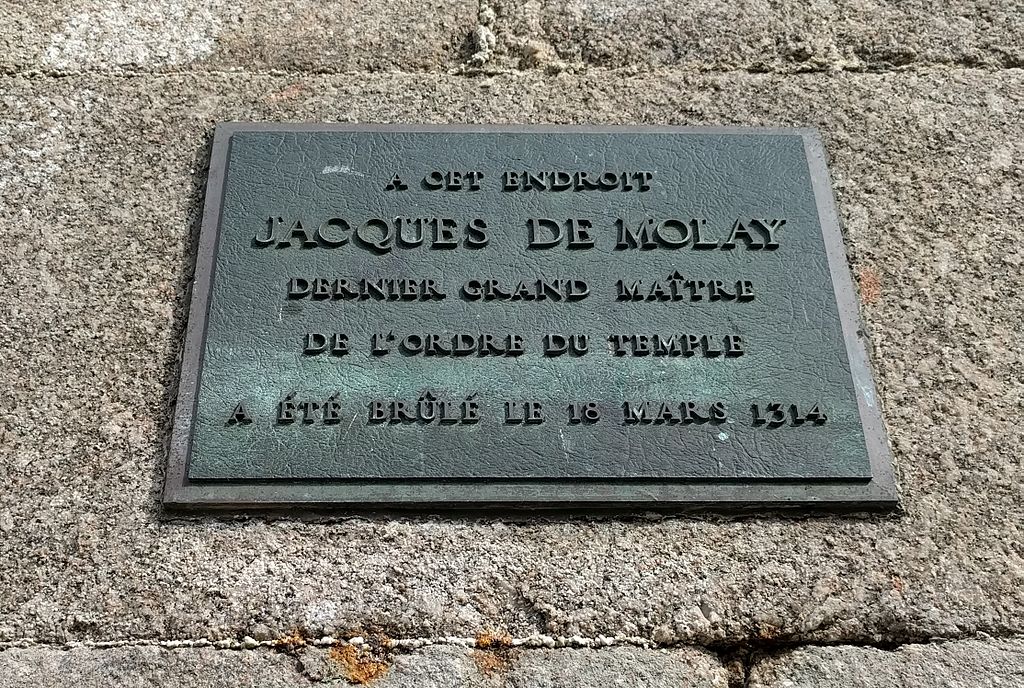 A CET ENDROIT
JACQUES DE MOLAY
DERNIER GRAND MAÎTRE
DE L'ORDRE DU TEMPLE
A ÉTÉ BRÛLÉ LE 18 MARS 1314